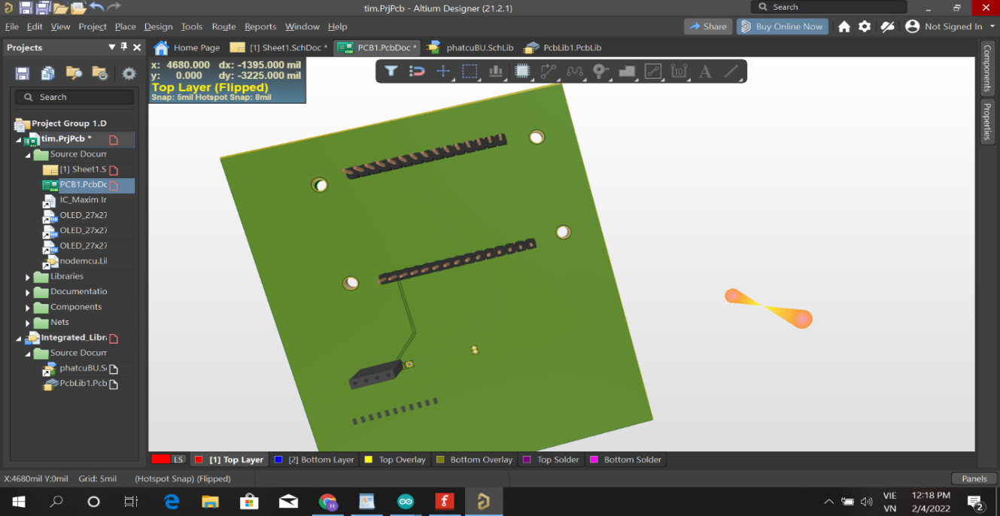 tim.PrjPcb - Altium Designer (21.2.1)
Search
File Edit View Project Place Design Tools Route Reports Window Help
Share
Buy Online Now
Not Signed In
Projects
Home Page
[1] Sheet1.SchDoc *
PCB1.PcbDoc *
phatcuBU.SchLib
PcbLib1.PcbLib
Search
Project Group 1.D
tim.PrjPcb *
Source Docum
[1] Sheet1.S
PCB1.PcbDc
IC_Maxim Ir
OLED_27x27
OLED_27x27
OLED_27x27
nodemcu.Lil
Libraries
Documentatio
Components
Nets
Integrated_Libra
Source Docum
phatcuBU.S
PcbLib1.Pcb
x: 4680.000 dx: -1395.000 mil
y: 0.000 dy: -3225.000 mil
Top Layer (Flipped)
Snap: 5mil Hotspot Snap: 8mil
10
A
Components
Properties
LS
[1] Top Layer
[2] Bottom Layer
Top Overlay
Bottom Overlay
Top Solder
Bottom Solder
X:4680mil Y:0mil Grid: 5mil (Hotspot Snap) (Flipped)
Panels
H
VIE
VN
12:18 PM
2/4/2022
2